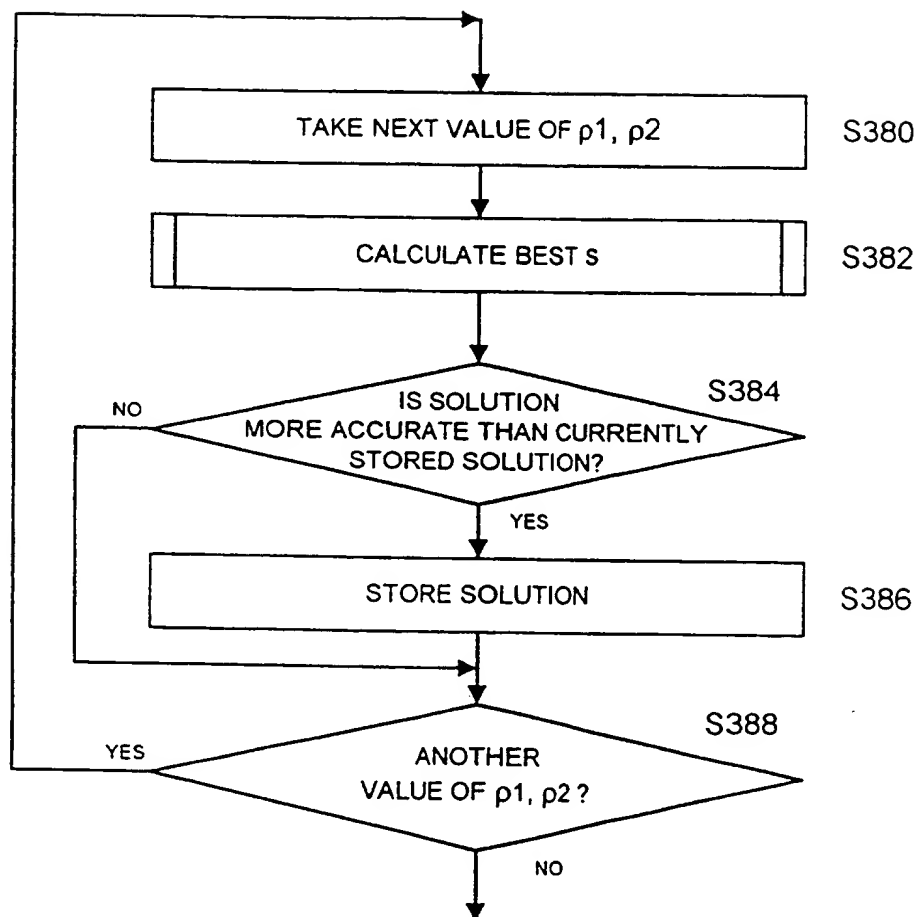 TAKE NEXT VALUE OF ρ1, ρ2
S380
CALCULATE BEST s
S382
S384
NO
IS SOLUTION
MORE ACCURATE THAN CURRENTLY
STORED SOLUTION?
YES
STORE SOLUTION
S386
S388
YES
ANOTHER
VALUE OF ρ1, ρ2 ?
NO